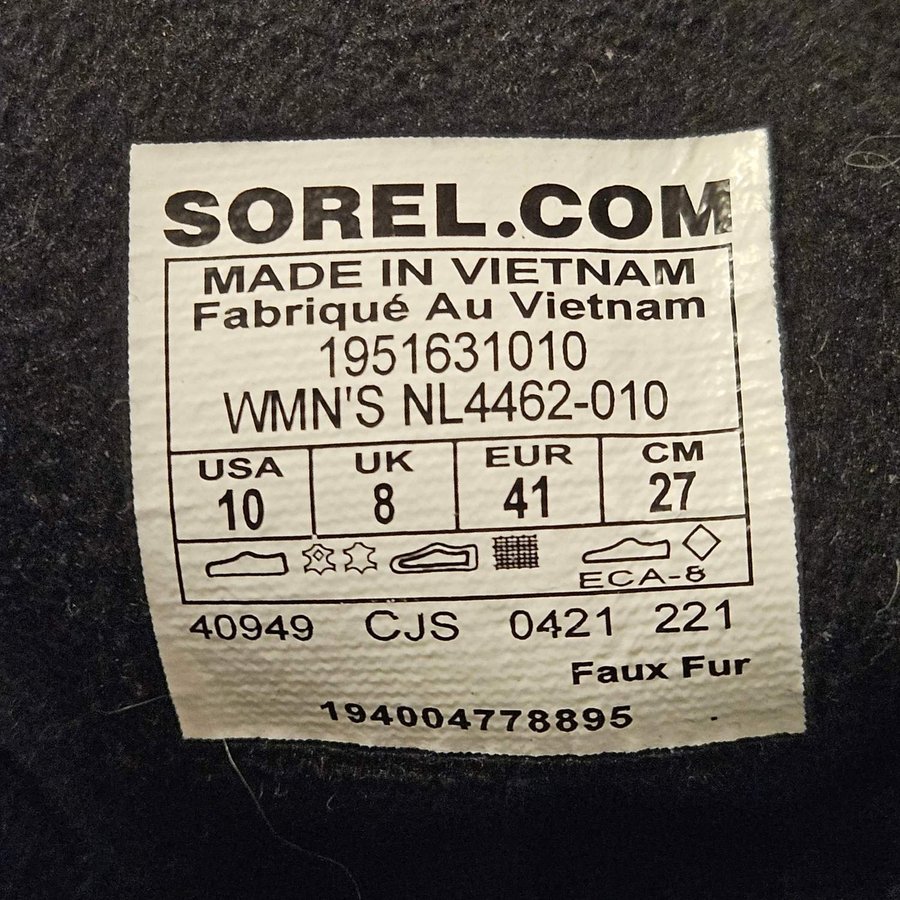 SOREL.COM
MADE IN VIETNAM
Fabriqué Au Vietnam
1951631010
WMN'S NL4462-010
USA UK EUR CM
10 8 41 27
ECA-8
40949 CJS 0421 221
Faux Fur
194004778895